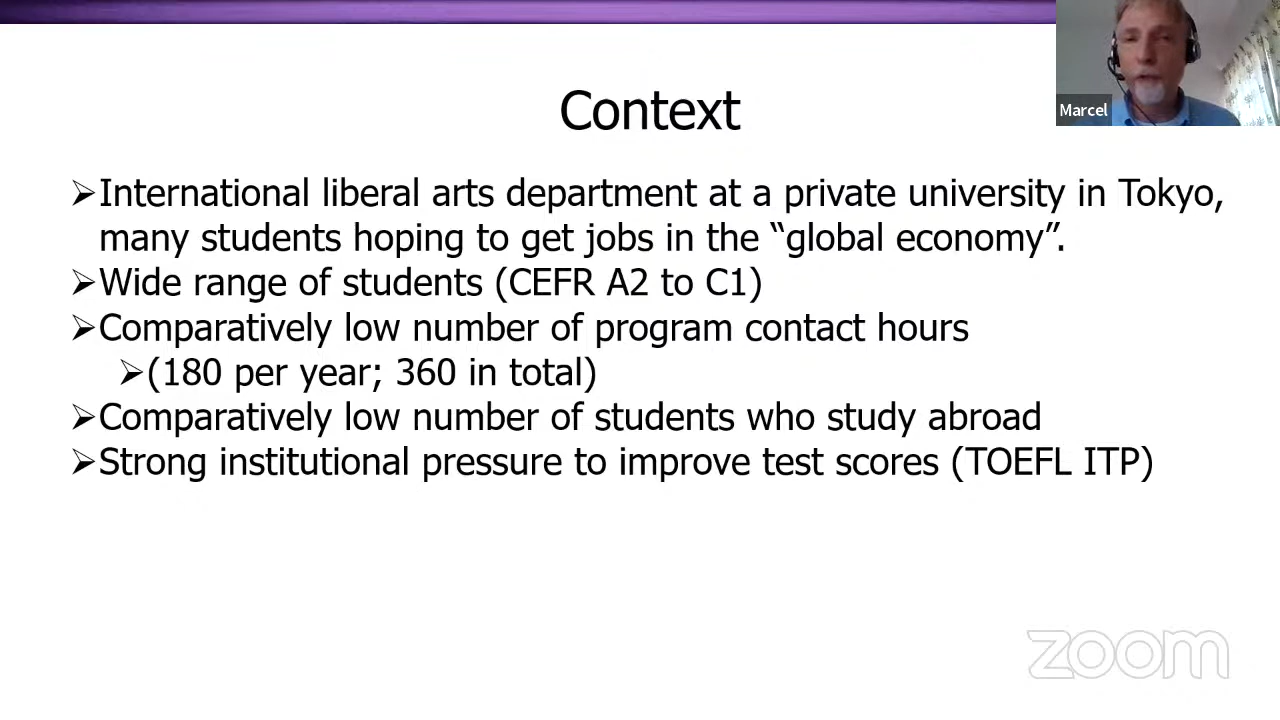 Context
Marcel
➢International liberal arts department at a private university in Tokyo,
many students hoping to get jobs in the “global economy”.
➢Wide range of students (CEFR A2 to C1)
➢Comparatively low number of program contact hours
➢(180 per year; 360 in total)
➢Comparatively low number of students who study abroad
➢Strong institutional pressure to improve test scores (TOEFL ITP)
zoom